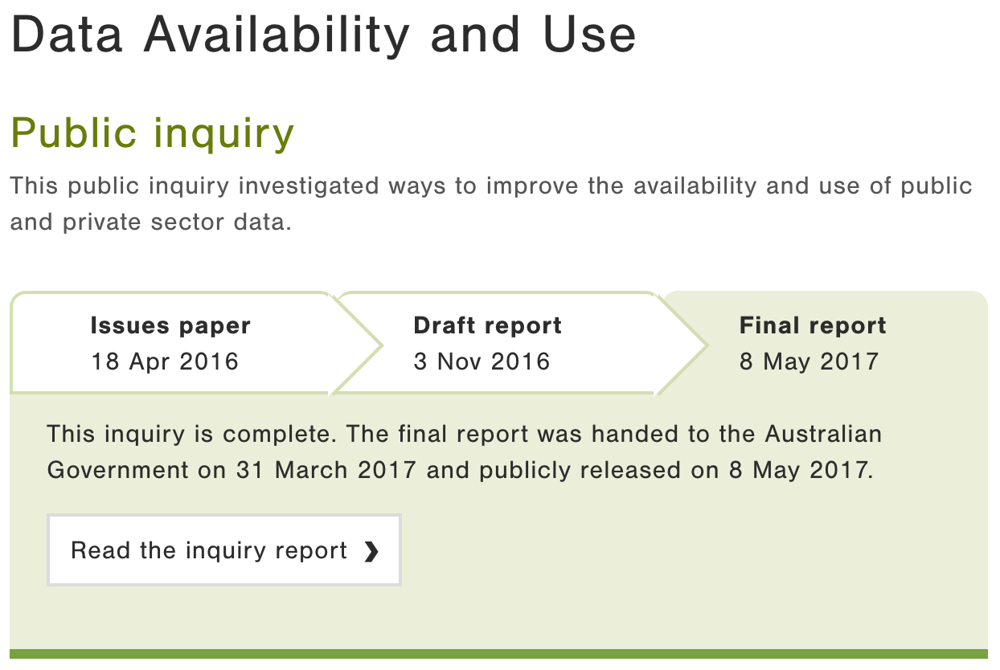 Data Availability and Use
Public inquiry
This public inquiry investigated ways to improve the availability and use of public
and private sector data.
Issues paper
18 Apr 2016
Draft report
3 Nov 2016
Final report
8 May 2017
This inquiry is complete. The final report was handed to the Australian
Government on 31 March 2017 and publicly released on 8 May 2017.
Read the inquiry report ❯